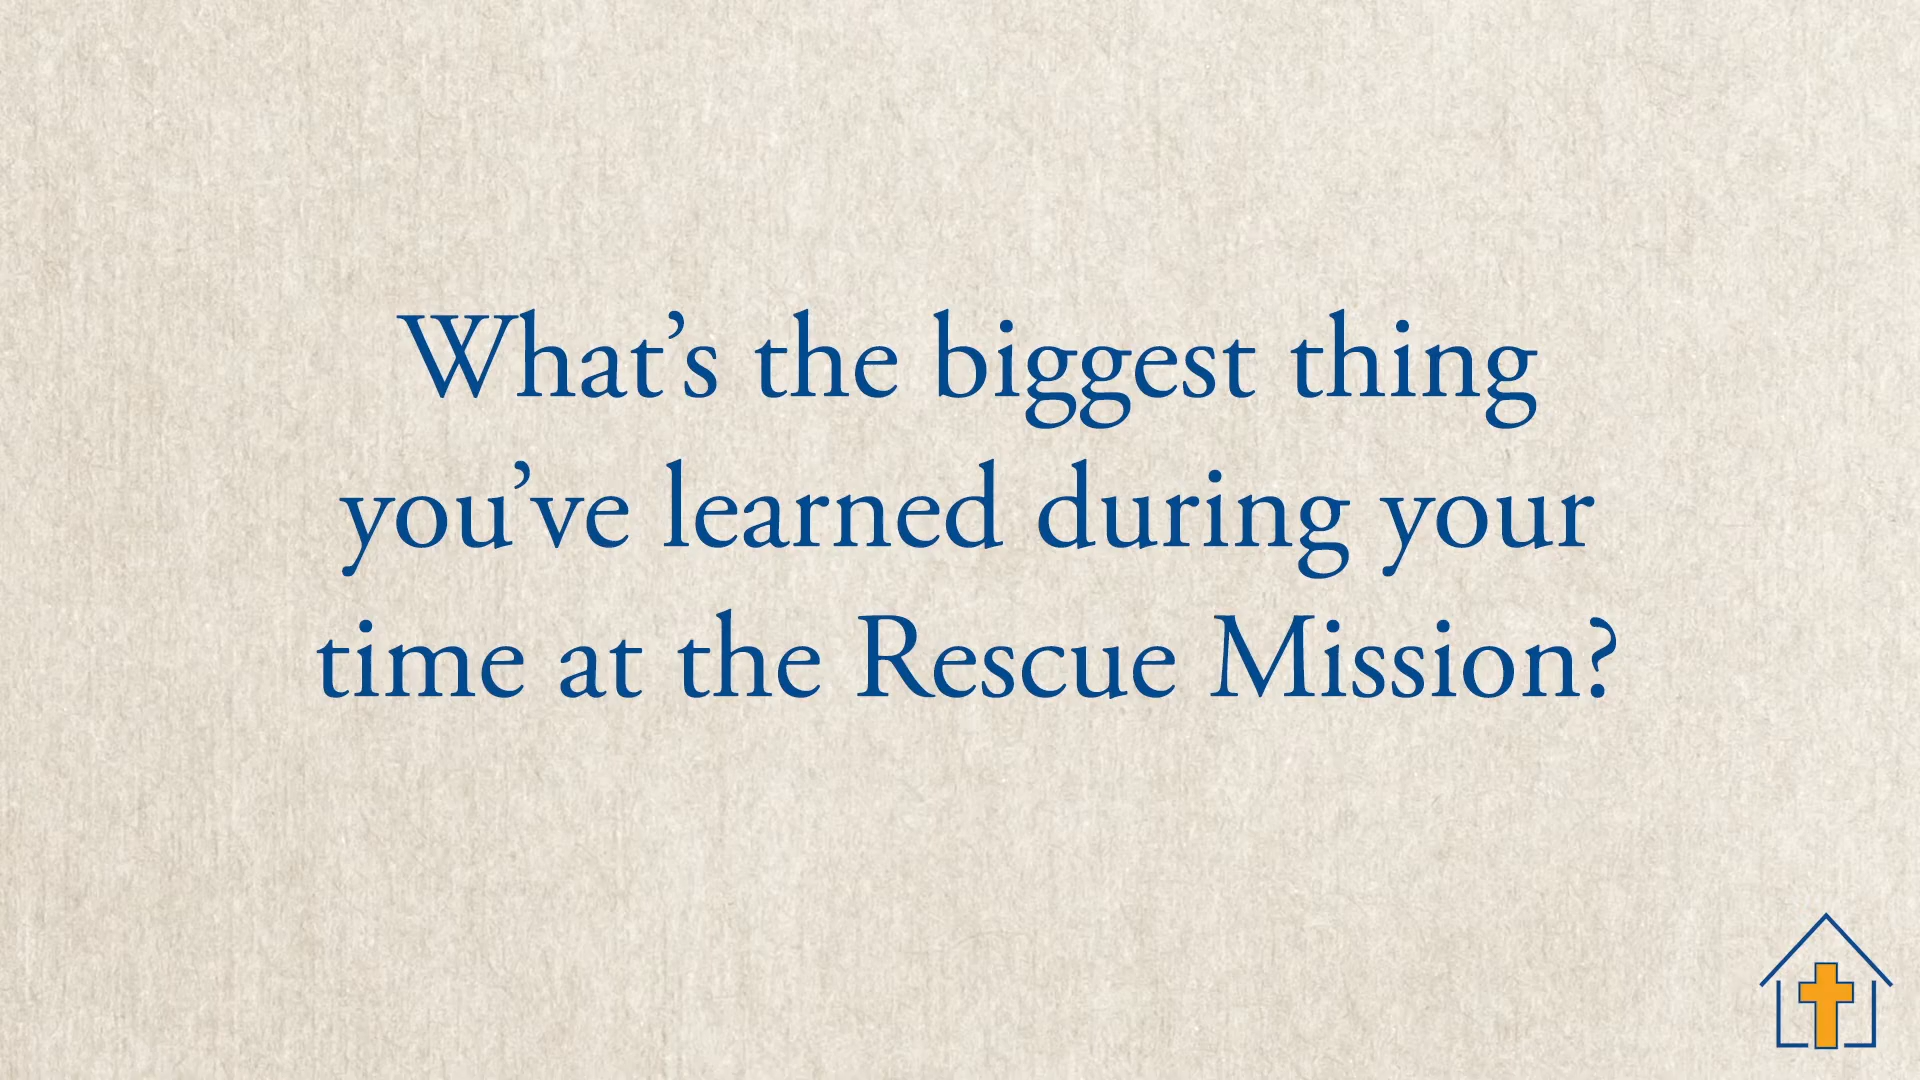 What’s the biggest thing
you’ve learned during your
time at the Rescue Mission?